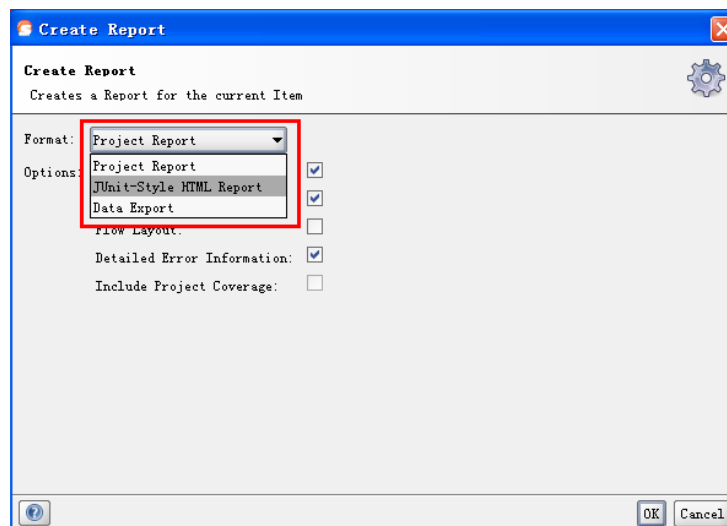 Create Report
Create Report
Creates a Report for the current Item
Format: Project Report
Options: Project Report
JUnit-Style HTML Report
Data Export
Flow Layout:
Detailed Error Information:
Include Project Coverage:
OK Cancel